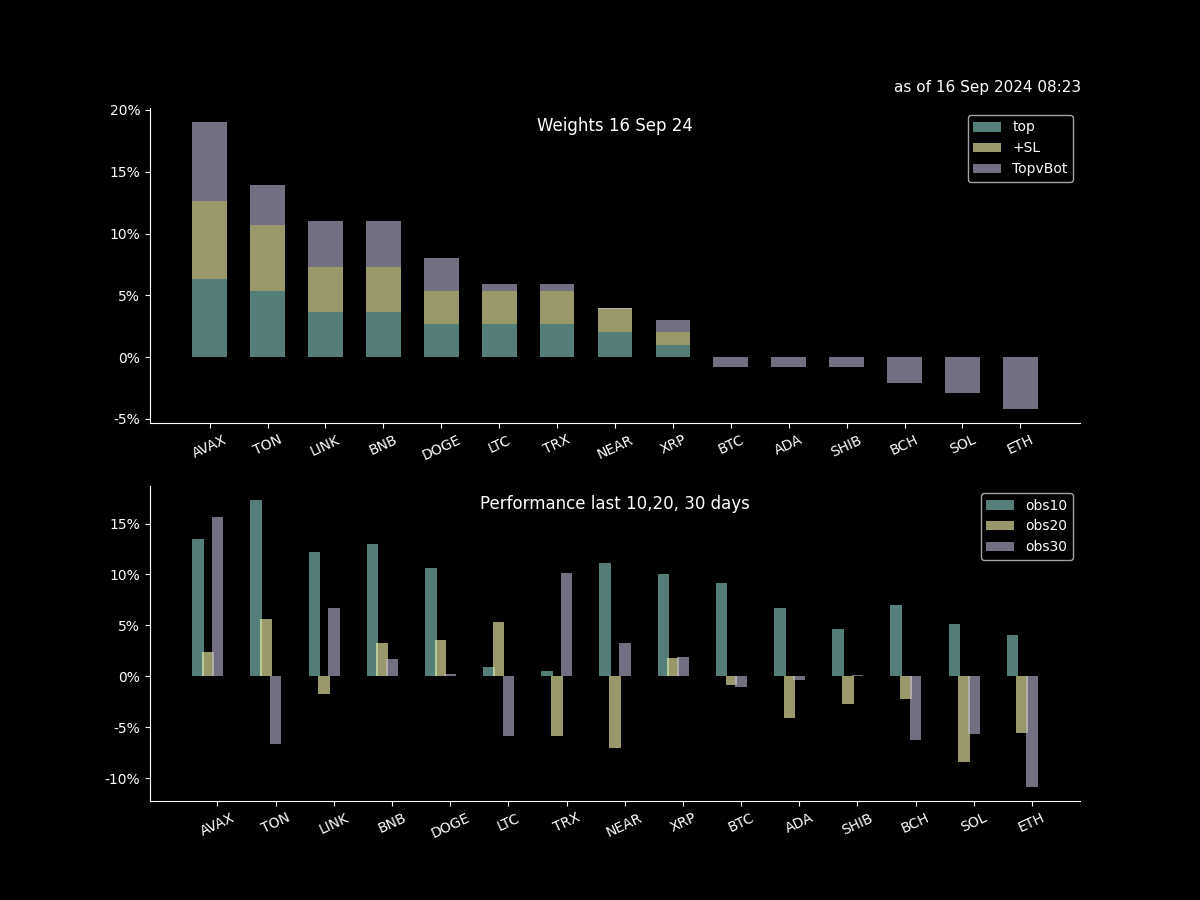 as of 16 Sep 2024 08:23
Weights 16 Sep 24
top
+SL
TopvBot
20%
15%
10%
5%
0%
-5%
AVAX TON LINK BNB DOGE LTC TRX NEAR XRP BTC ADA SHIB BCH SOL ETH
Performance last 10,20, 30 days
obs10
obs20
obs30
15%
10%
5%
0%
-5%
-10%
AVAX TON LINK BNB DOGE LTC TRX NEAR XRP BTC ADA SHIB BCH SOL ETH